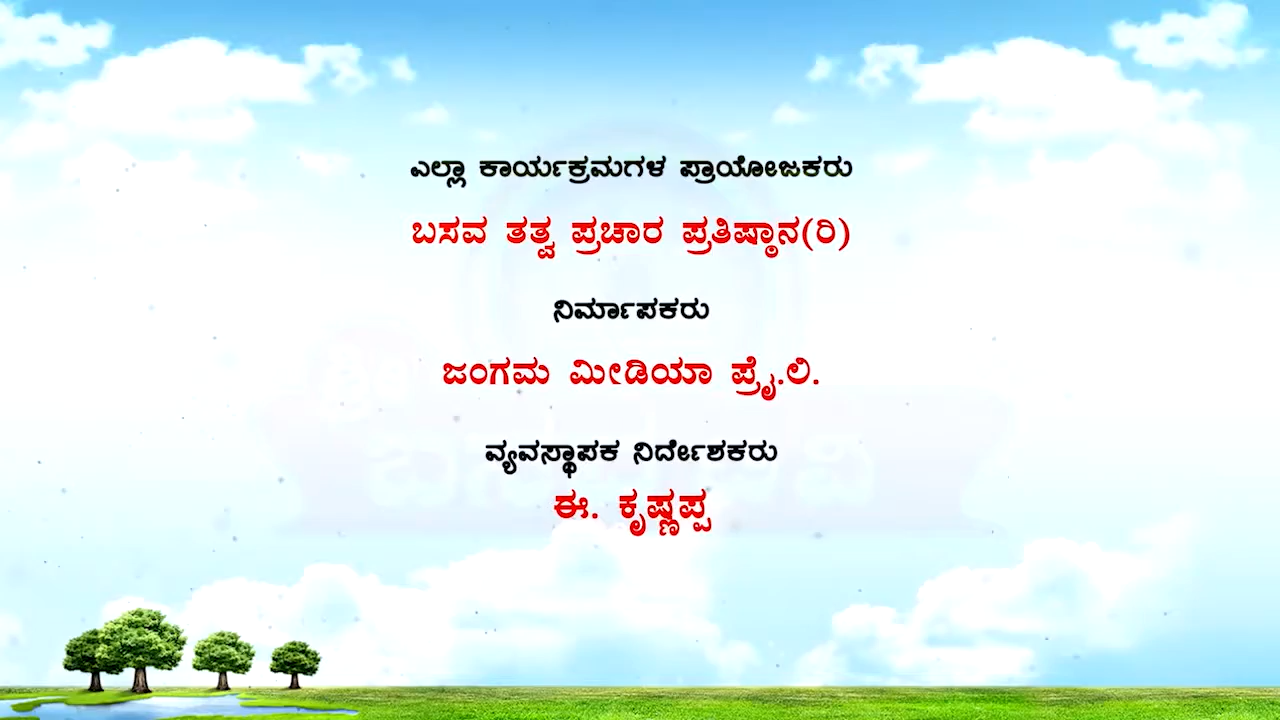 ಎಲ್ಲಾ ಕಾರ್ಯಕ್ರಮಗಳ ಪ್ರಾಯೋಜಕರು
ಬಸವ ತತ್ವ ಪ್ರಚಾರ ಪ್ರತಿಷ್ಠಾನ(ರಿ)
ನಿರ್ಮಾಪಕರು
ಜಂಗಮ ಮೀಡಿಯಾ ಪ್ರೈ.ಲಿ.
ವ್ಯವಸ್ಥಾಪಕ ನಿರ್ದೇಶಕರು
ಈ. ಕೃಷ್ಣಪ್ಪ